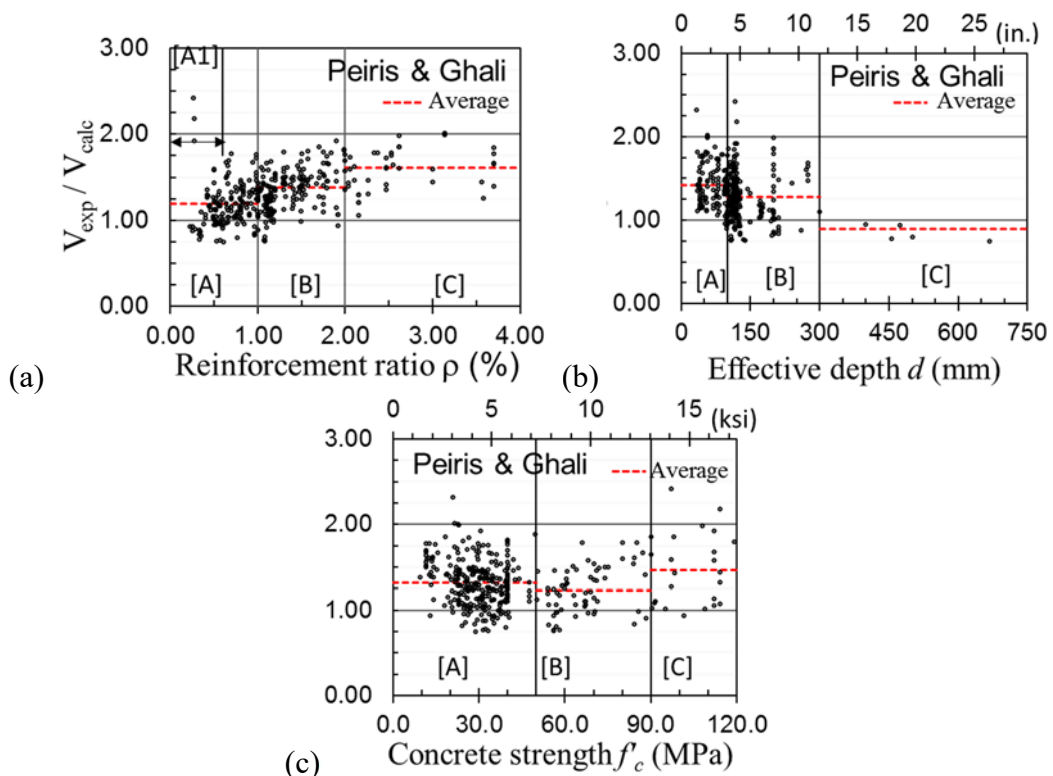 [A1]
Peiris & Ghali
Average
V_exp / V_calc
3.00
2.00
1.00
0.00
[A] [B] [C]
0.00 1.00 2.00 3.00 4.00
Reinforcement ratio ρ (%)
(a)
0 5 10 15 20 25 (in.)
Peiris & Ghali
Average
3.00
2.00
1.00
0.00
[A] [B] [C]
0 150 300 450 600 750
Effective depth d (mm)
(b)
0 5 10 15 (ksi)
Peiris & Ghali
Average
3.00
2.00
1.00
0.00
[A] [B] [C]
0.0 30.0 60.0 90.0 120.0
Concrete strength f'c (MPa)
(c)